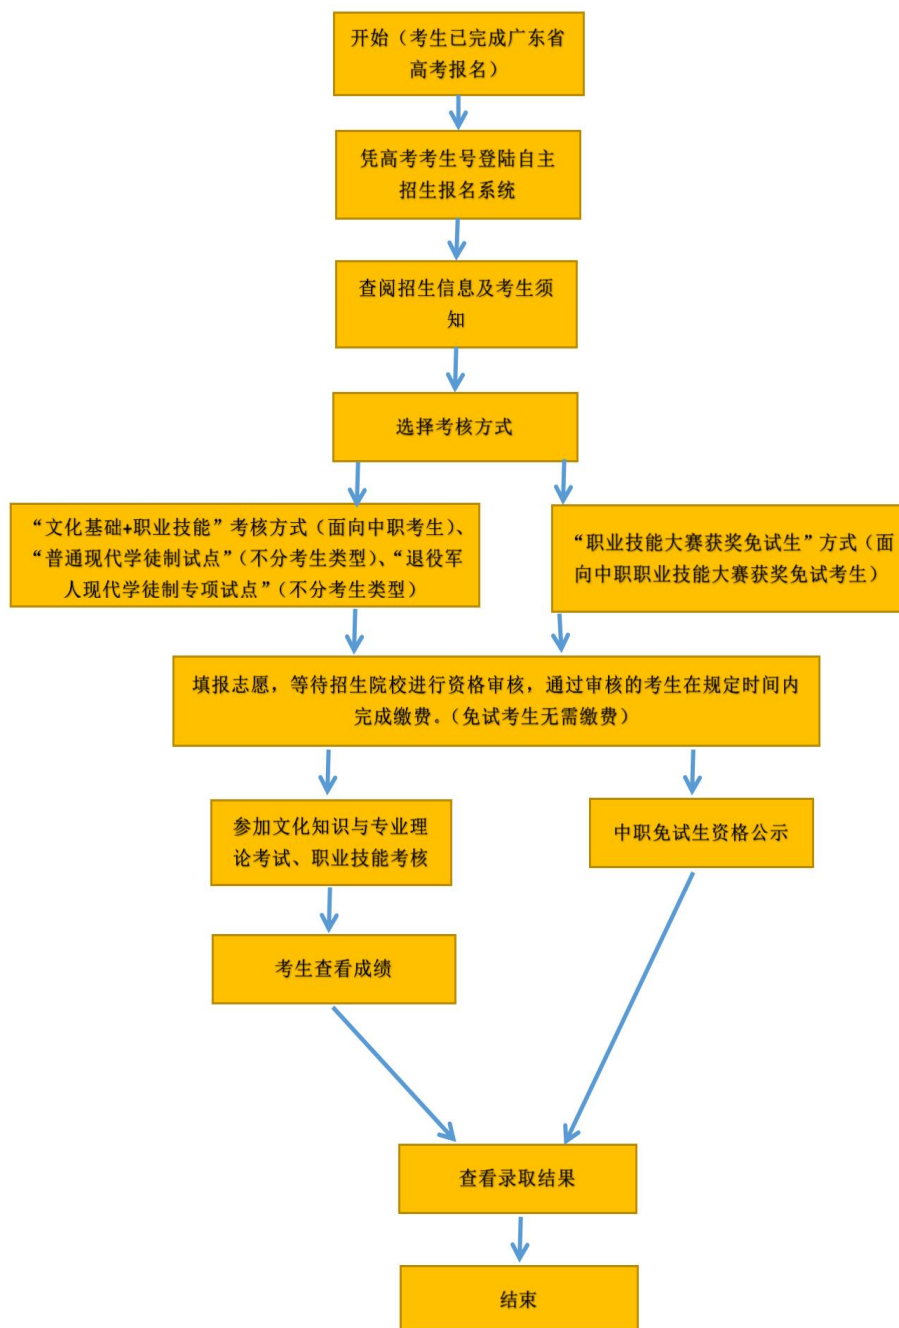 开始（考生已完成广东省
高考报名）
凭高考考生号登陆自主
招生报名系统
查阅招生信息及考生须
知
选择考核方式
“文化基础+职业技能”考核方式（面向中职考生）、
“普通现代学徒制试点”（不分考生类型）、“退役军
人现代学徒制专项试点”（不分考生类型）
“职业技能大赛获奖免试生”方式（面
向中职职业技能大赛获奖免试考生）
填报志愿，等待招生院校进行资格审核，通过审核的考生在规定时间内
完成缴费。（免试考生无需缴费）
参加文化知识与专业理
论考试、职业技能考核
中职免试生资格公示
考生查看成绩
查看录取结果
结束